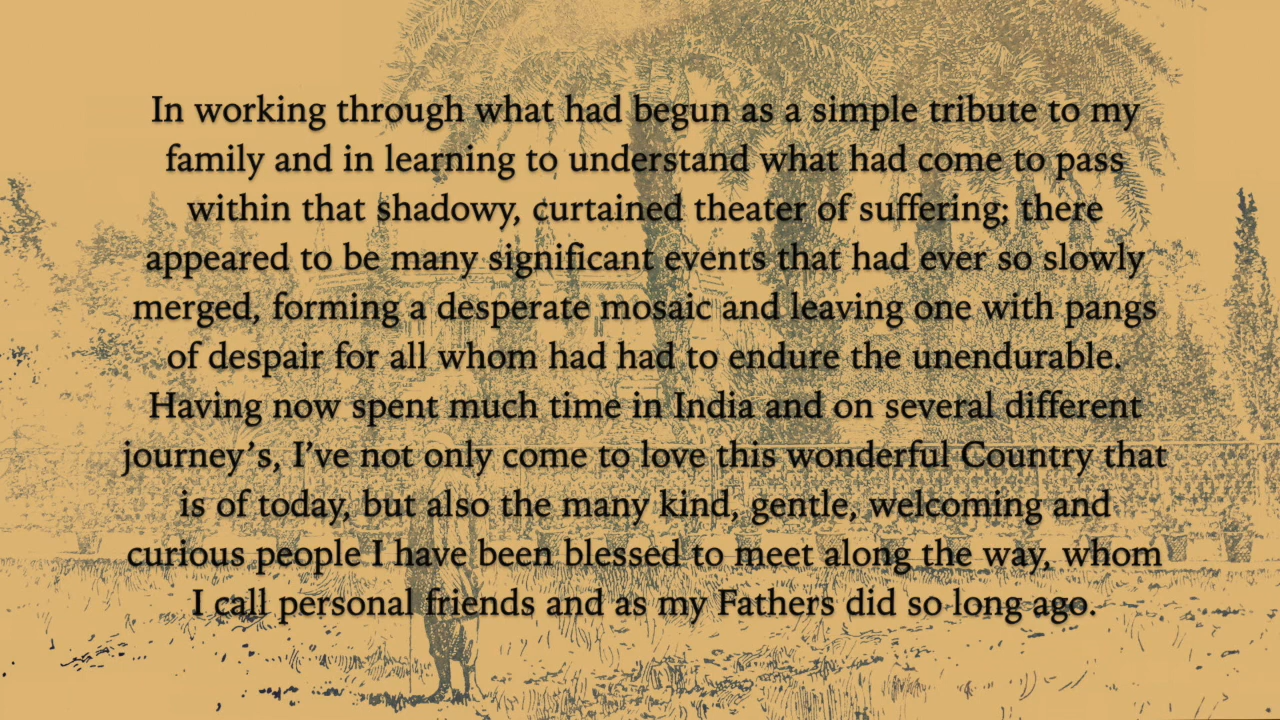 In working through what had begun as a simple tribute to my
family and in learning to understand what had come to pass
within that shadowy, curtained theater of suffering; there
appeared to be many significant events that had ever so slowly
merged, forming a desperate mosaic and leaving one with pangs
of despair for all whom had had to endure the unendurable.
Having now spent much time in India and on several different
journey’s, I’ve not only come to love this wonderful Country that
is of today, but also the many kind, gentle, welcoming and
curious people I have been blessed to meet along the way, whom
I call personal friends and as my Fathers did so long ago.